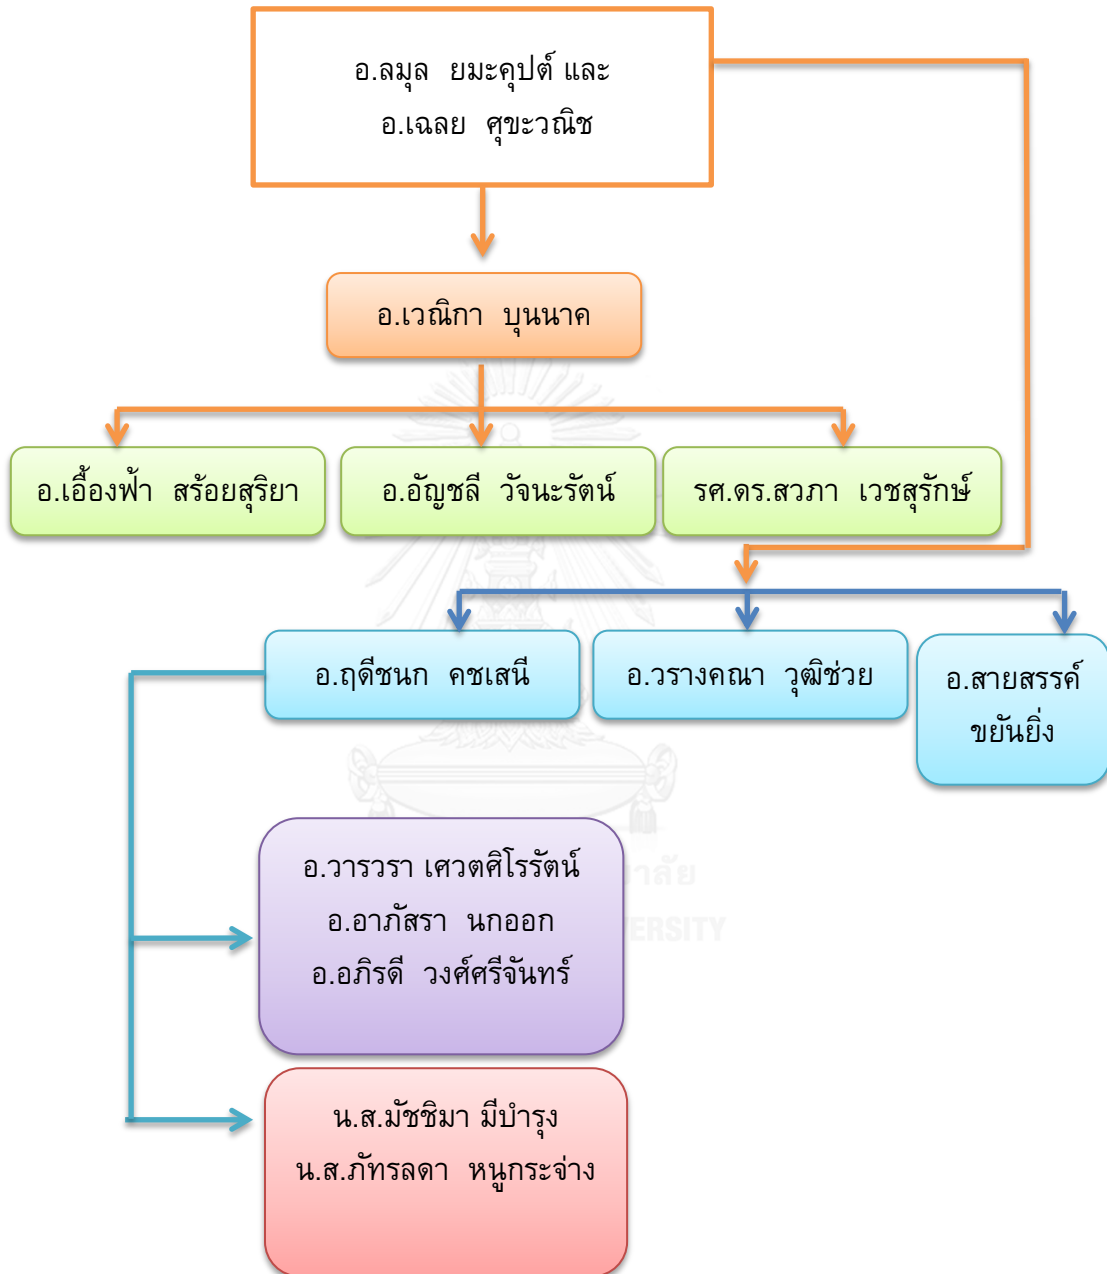 อ.ลมุล ยมะคุปต์ และ
อ.เฉลย ศุขะวณิช
อ.เวณิกา บุนนาค
อ.เอื้องฟ้า สร้อยสุริยา
อ.อัญชลี วัจนะรัตน์
รศ.ดร.สวภา เวชสุรักษ์
อ.ฤดีชนก คชเสนี
อ.วรางคณา วุฒิช่วย
อ.สายสรรค์
ขยันยิ่ง
อ.วารวรา เศวตศิโรรัตน์
อ.อาภัสรา นกออก
อ.อภิรดี วงศ์ศรีจันทร์
น.ส.มัชชิมา มีบำรุง
น.ส.ภัทรลดา หนูกระจ่าง